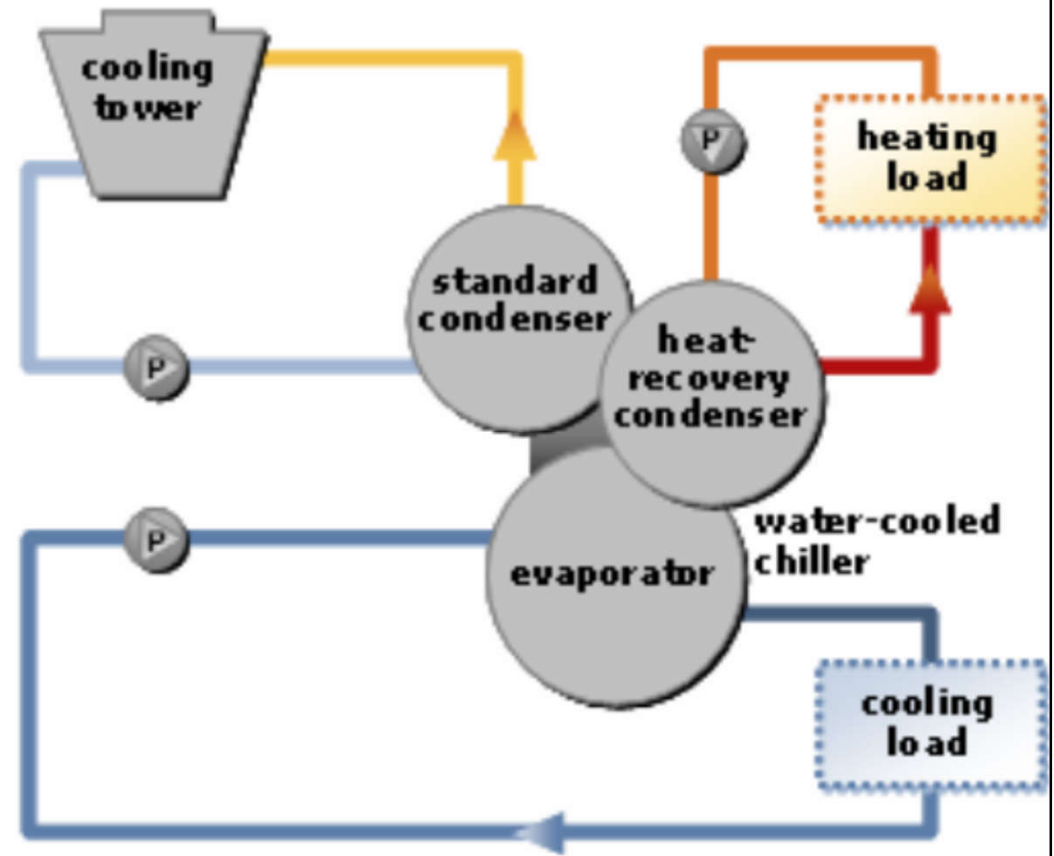 cooling
tower
P
heating
load
standard
condenser
heat-
recovery
condenser
P
P
water-cooled
chiller
evaporator
cooling
load